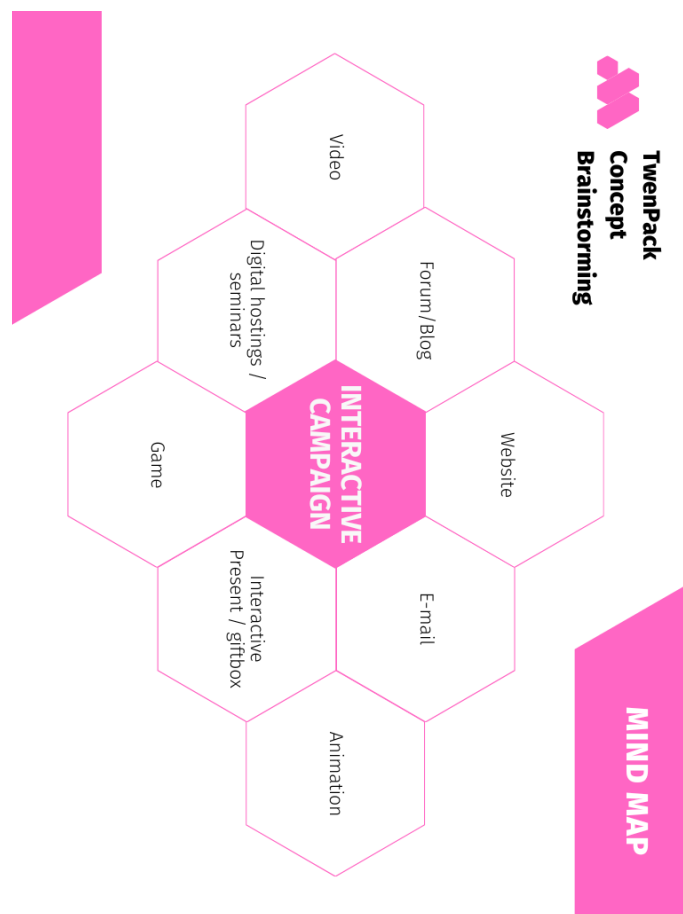 TwenPack
Concept
Brainstorming
MIND MAP
Website
Forum/Blog
E-mail
Video
INTERACTIVE
CAMPAIGN
Animation
Digital hostings /
seminars
Interactive
Present / giftbox
Game